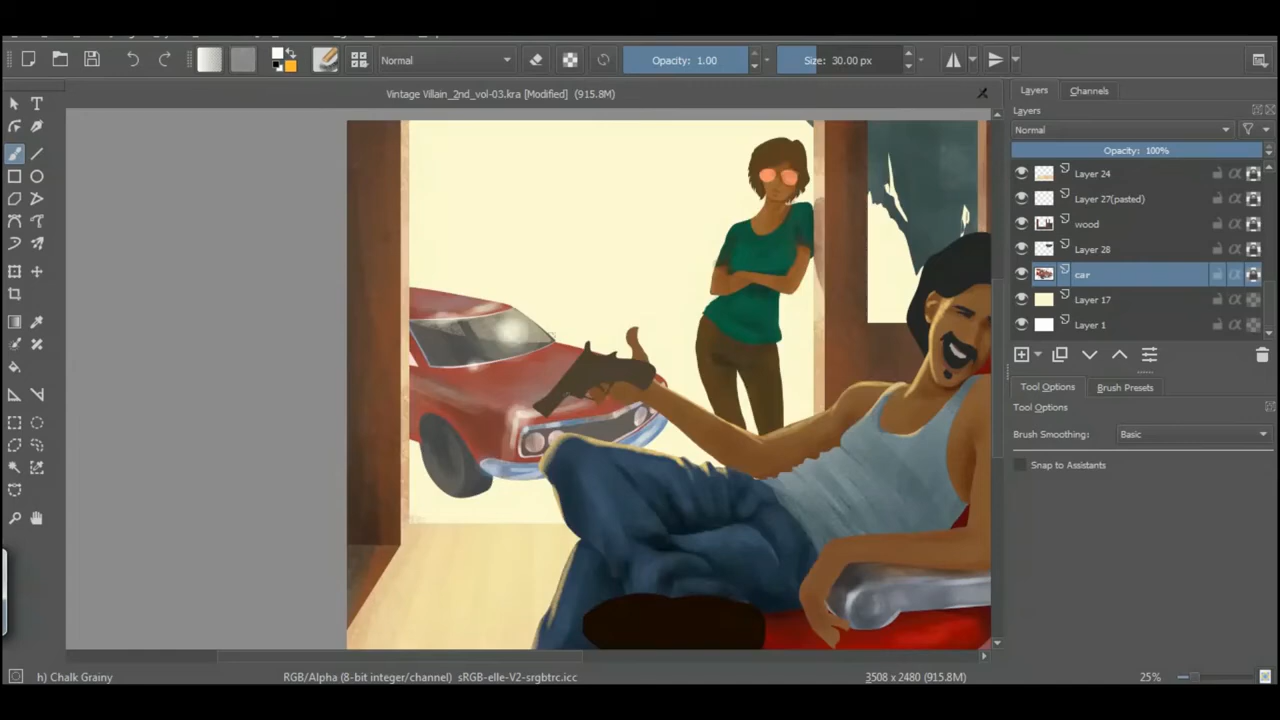 Normal
Opacity: 1.00
Size: 30.00 px
Vintage Villain_2nd_vol-03.kra [Modified] (915.8M)
Layers
Channels
Layers
Normal
Opacity: 100%
Layer 24
Layer 27(pasted)
wood
Layer 28
car
Layer 17
Layer 1
Tool Options
Brush Presets
Tool Options
Brush Smoothing:
Basic
Snap to Assistants
h) Chalk Grainy
RGB/Alpha (8-bit integer/channel) sRGB-elle-V2-srgbtrc.icc
3508 x 2480 (915.8M)
25%